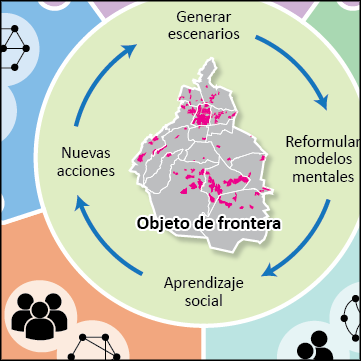 Generar
escenarios
Reformular
modelos
mentales
Nuevas
acciones
Objeto de frontera
Aprendizaje
social